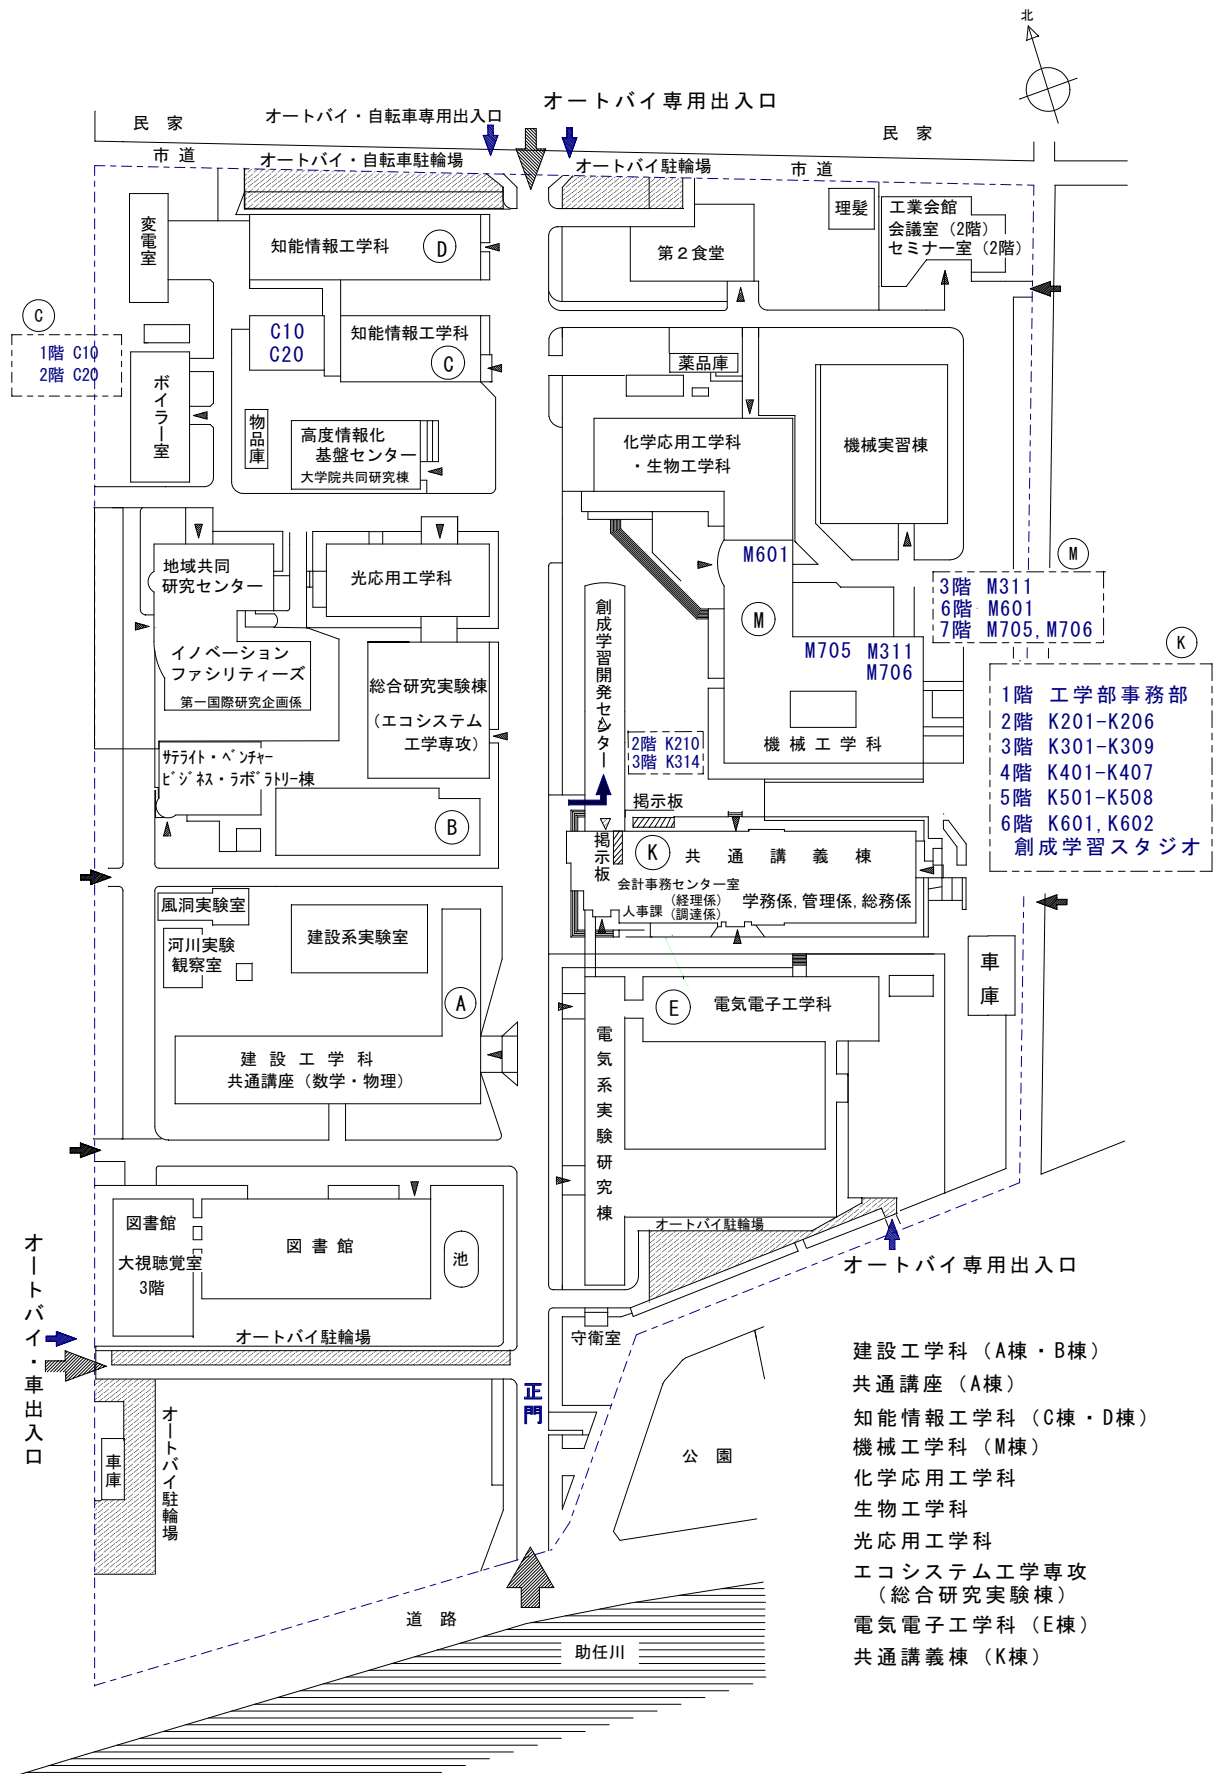 北
オートバイ専用出入口
オートバイ・自転車専用出入口
民 家
民 家
市 道
オートバイ・自転車駐輪場
オートバイ駐輪場
市 道
変電室
知能情報工学科
D
第2食堂
理髪
工業会館
会議室(2階)
セミナー室(2階)
C
1階 C10
2階 C20
C10
C20
知能情報工学科
C
薬品庫
ボイラー室
物品庫
高度情報化
基盤センター
大学院共同研究棟
化学応用工学科
・生物工学科
機械実習棟
M601
M
3階 M311
6階 M601
7階 M705,M706
地域共同
研究センター
光応用工学科
創成学習開発センター
M
M705 M311
M706
機械工学科
K
1階 工学部事務部
2階 K201-K206
3階 K301-K309
4階 K401-K407
5階 K501-K508
6階 K601,K602
創成学習スタジオ
イノベーション
ファシリティーズ
第一国際研究企画係
総合研究実験棟
(エコシステム
工学専攻)
2階 K210
3階 K314
サテライト・ベンチャー
ビジネス・ラボラトリー棟
B
掲示板
掲示板
K
共通講義棟
会計事務センター室
(経理係)
(調達係)
人事課
学務係,管理係,総務係
風洞実験室
河川実験
観察室
建設系実験室
A
建設工学科
共通講座(数学・物理)
E
電気電子工学科
電気系実験研究棟
車庫
図書館
大視聴覚室
3階
図書館
池
オートバイ駐輪場
オートバイ専用出入口
オートバイ・車出入口
オートバイ駐輪場
守衛室
正門
車庫
オートバイ駐輪場
公園
道路
助任川
建設工学科(A棟・B棟)
共通講座(A棟)
知能情報工学科(C棟・D棟)
機械工学科(M棟)
化学応用工学科
生物工学科
光応用工学科
エコシステム工学専攻
(総合研究実験棟)
電気電子工学科(E棟)
共通講義棟(K棟)